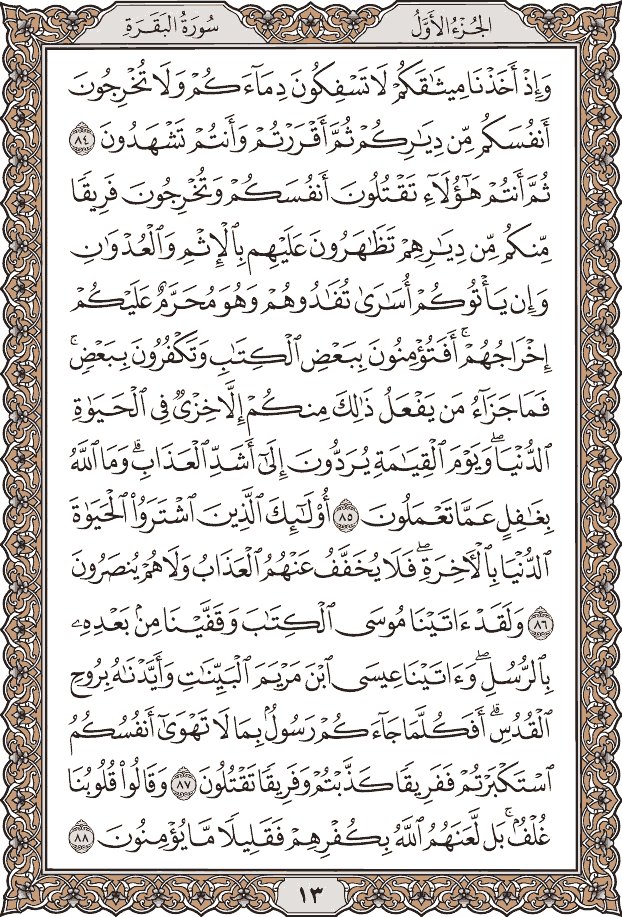 الجُزْءُ الأَوَّلُ
سُورَةُ البَقَرَةِ
وَإِذْ أَخَذْنَا مِيثَٰقَكُمْ لَا تَسْفِكُونَ دِمَآءَكُمْ وَلَا تُخْرِجُونَ
أَنفُسَكُم مِّن دِيَٰرِكُمْ ثُمَّ أَقْرَرْتُمْ وَأَنتُمْ تَشْهَدُونَ ٨٤
ثُمَّ أَنتُمْ هَٰٓؤُلَآءِ تَقْتُلُونَ أَنفُسَكُمْ وَتُخْرِجُونَ فَرِيقًا
مِّنكُم مِّن دِيَٰرِهِمْ تَظَٰهَرُونَ عَلَيْهِم بِٱلْإِثْمِ وَٱلْعُدْوَٰنِ
وَإِن يَأْتُوكُمْ أُسَٰرَىٰ تُفَٰدُوهُمْ وَهُوَ مُحَرَّمٌ عَلَيْكُمْ
إِخْرَاجُهُمْ ۚ أَفَتُؤْمِنُونَ بِبَعْضِ ٱلْكِتَٰبِ وَتَكْفُرُونَ بِبَعْضٍ ۚ
فَمَا جَزَآءُ مَن يَفْعَلُ ذَٰلِكَ مِنكُمْ إِلَّا خِزْىٌ فِى ٱلْحَيَوٰةِ
ٱلدُّنْيَا ۖ وَيَوْمَ ٱلْقِيَٰمَةِ يُرَدُّونَ إِلَىٰٓ أَشَدِّ ٱلْعَذَابِ ۗ وَمَا ٱللَّهُ
بِغَٰفِلٍ عَمَّا تَعْمَلُونَ ٨٥ أُو۟لَٰٓئِكَ ٱلَّذِينَ ٱشْتَرَوُا۟ ٱلْحَيَوٰةَ
ٱلدُّنْيَا بِٱلْـَٔاخِرَةِ ۖ فَلَا يُخَفَّفُ عَنْهُمُ ٱلْعَذَابُ وَلَا هُمْ يُنصَرُونَ
٨٦ وَلَقَدْ ءَاتَيْنَا مُوسَى ٱلْكِتَٰبَ وَقَفَّيْنَا مِنۢ بَعْدِهِۦ
بِٱلرُّسُلِ ۖ وَءَاتَيْنَا عِيسَى ٱبْنَ مَرْيَمَ ٱلْبَيِّنَٰتِ وَأَيَّدْنَٰهُ بِرُوحِ
ٱلْقُدُسِ ۗ أَفَكُلَّمَا جَآءَكُمْ رَسُولٌۢ بِمَا لَا تَهْوَىٰٓ أَنفُسُكُمُ
ٱسْتَكْبَرْتُمْ فَفَرِيقًا كَذَّبْتُمْ وَفَرِيقًا تَقْتُلُونَ ٨٧ وَقَالُوا۟ قُلُوبُنَا
غُلْفٌۢ ۚ بَل لَّعَنَهُمُ ٱللَّهُ بِكُفْرِهِمْ فَقَلِيلًا مَّا يُؤْمِنُونَ ٨٨
١٣